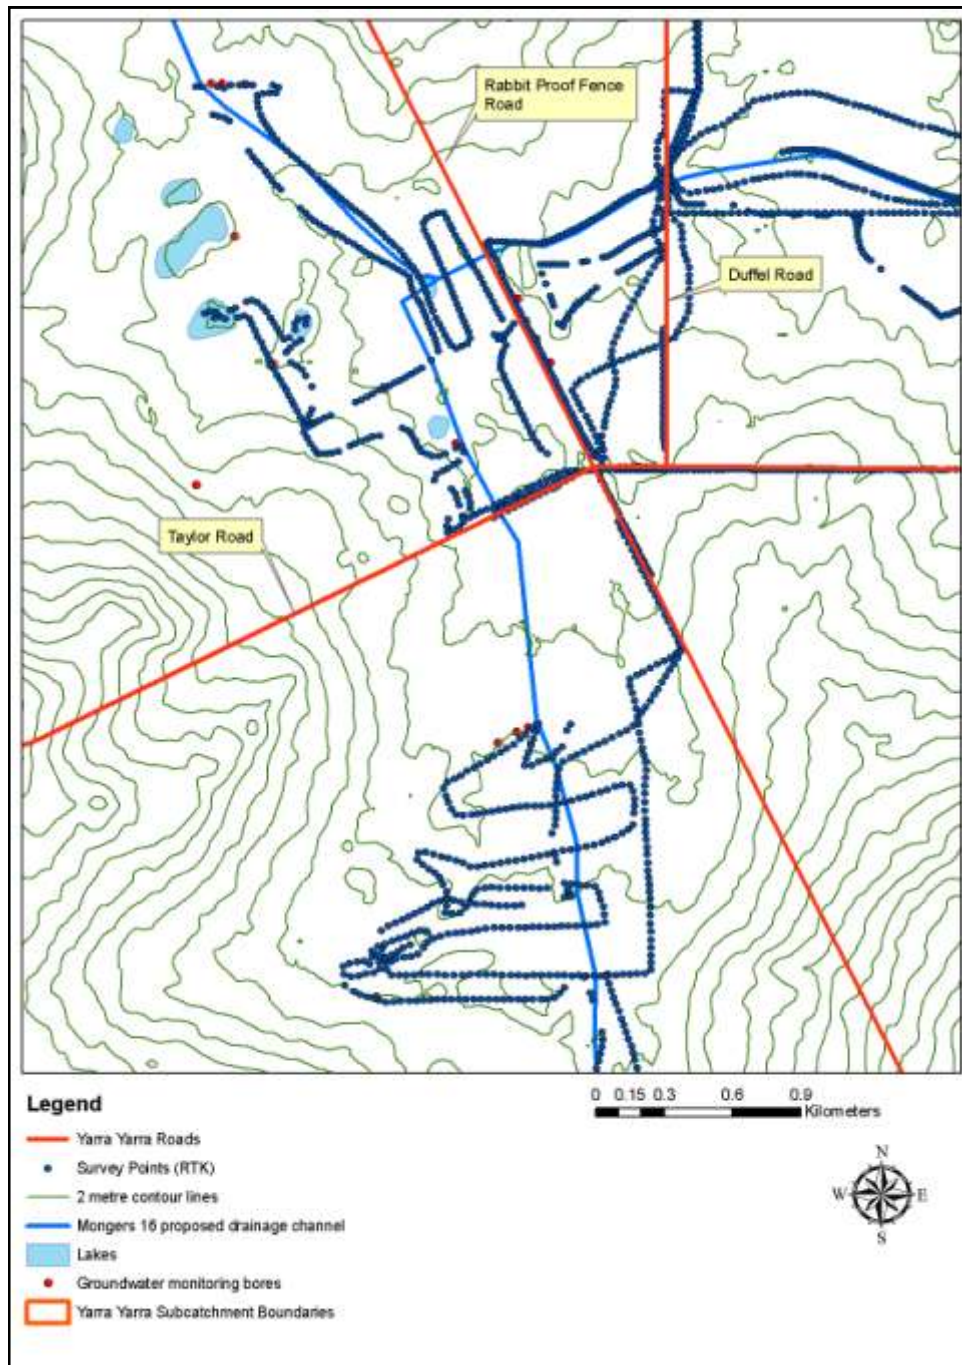 Rabbit Proof Fence
Road
Duffel Road
Taylor Road
Legend
Yarra Yarra Roads
Survey Points (RTK)
2 metre contour lines
Mongers 16 proposed drainage channel
Lakes
Groundwater monitoring bores
Yarra Yarra Subcatchment Boundaries
0 0.15 0.3 0.6 0.9
Kilometers
N
W E
S